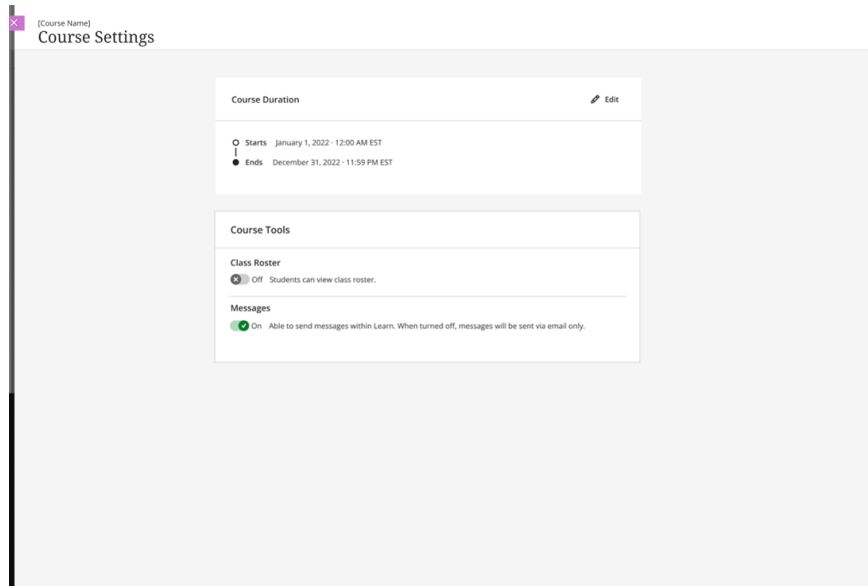 [Course Name]
Course Settings
Course Duration
Edit
Starts January 1, 2022 · 12:00 AM EST
Ends December 31, 2022 · 11:59 PM EST
Course Tools
Class Roster
Off Students can view class roster.
Messages
On Able to send messages within Learn. When turned off, messages will be sent via email only.